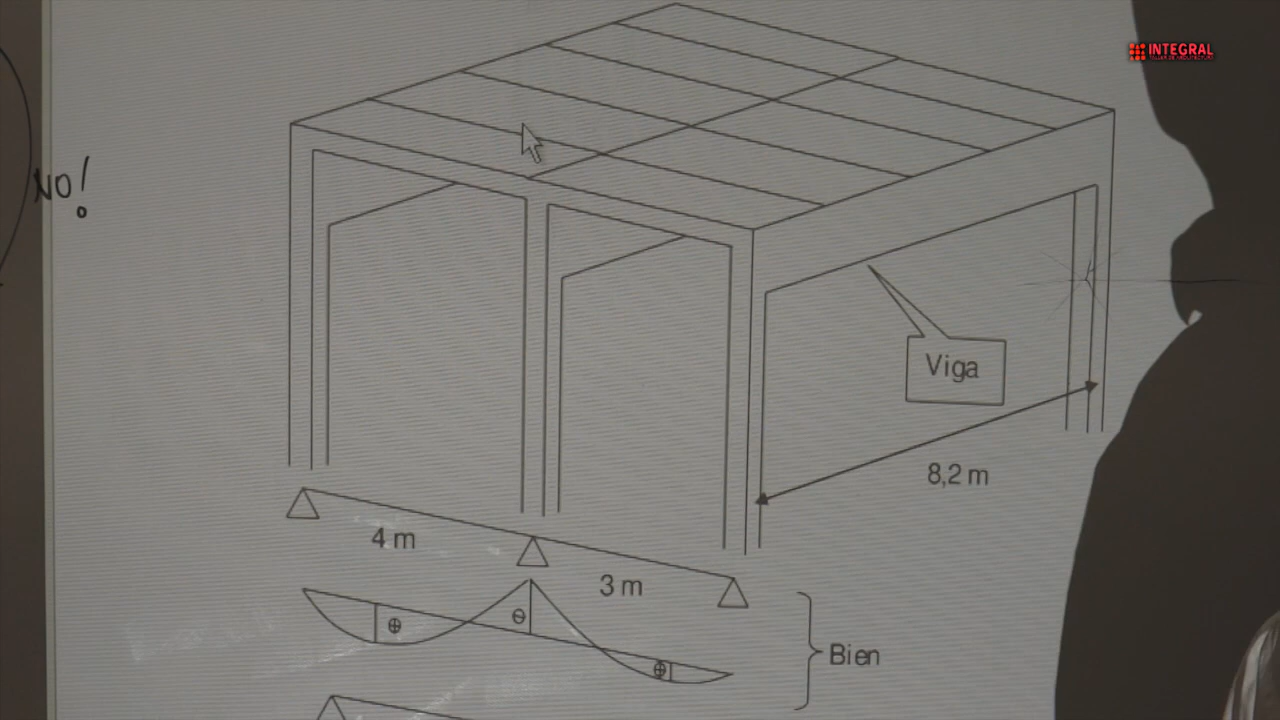 INTEGRAL
NO!
Viga
8,2 m
4 m
3 m
⊕
⊖
⊕
Bien